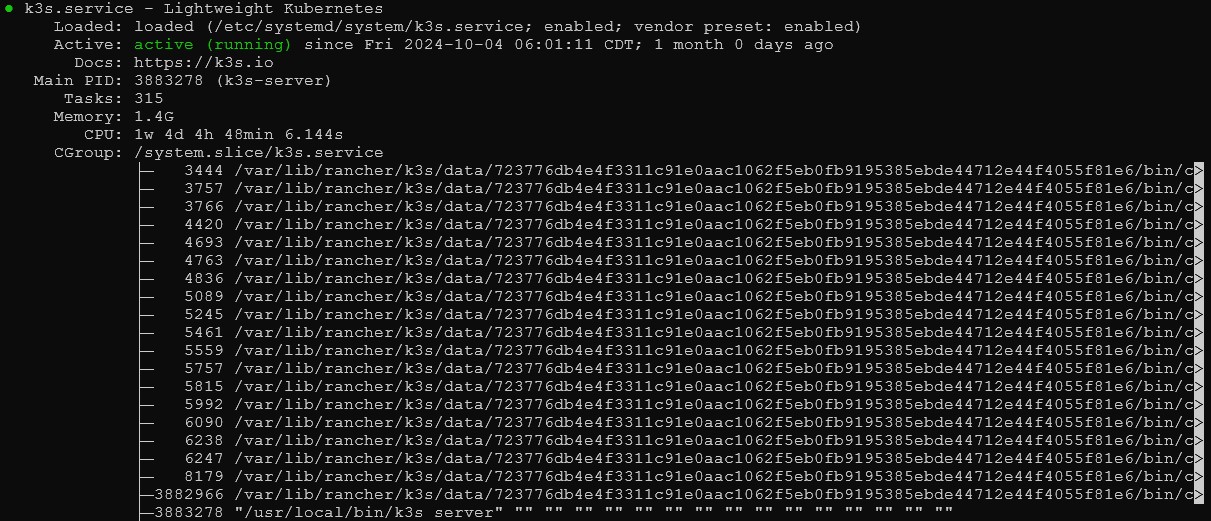 ● k3s.service - Lightweight Kubernetes
Loaded: loaded (/etc/systemd/system/k3s.service; enabled; vendor preset: enabled)
Active: active (running) since Fri 2024-10-04 06:01:11 CDT; 1 month 0 days ago
Docs: https://k3s.io
Main PID: 3883278 (k3s-server)
Tasks: 315
Memory: 1.4G
CPU: 1w 4d 4h 48min 6.144s
CGroup: /system.slice/k3s.service
├─ 3444 /var/lib/rancher/k3s/data/723776db4e4f3311c91e0aac1062f5eb0fb9195385ebde44712e44f4055f81e6/bin/c>
├─ 3757 /var/lib/rancher/k3s/data/723776db4e4f3311c91e0aac1062f5eb0fb9195385ebde44712e44f4055f81e6/bin/c>
├─ 3766 /var/lib/rancher/k3s/data/723776db4e4f3311c91e0aac1062f5eb0fb9195385ebde44712e44f4055f81e6/bin/c>
├─ 4420 /var/lib/rancher/k3s/data/723776db4e4f3311c91e0aac1062f5eb0fb9195385ebde44712e44f4055f81e6/bin/c>
├─ 4693 /var/lib/rancher/k3s/data/723776db4e4f3311c91e0aac1062f5eb0fb9195385ebde44712e44f4055f81e6/bin/c>
├─ 4763 /var/lib/rancher/k3s/data/723776db4e4f3311c91e0aac1062f5eb0fb9195385ebde44712e44f4055f81e6/bin/c>
├─ 4836 /var/lib/rancher/k3s/data/723776db4e4f3311c91e0aac1062f5eb0fb9195385ebde44712e44f4055f81e6/bin/c>
├─ 5089 /var/lib/rancher/k3s/data/723776db4e4f3311c91e0aac1062f5eb0fb9195385ebde44712e44f4055f81e6/bin/c>
├─ 5245 /var/lib/rancher/k3s/data/723776db4e4f3311c91e0aac1062f5eb0fb9195385ebde44712e44f4055f81e6/bin/c>
├─ 5461 /var/lib/rancher/k3s/data/723776db4e4f3311c91e0aac1062f5eb0fb9195385ebde44712e44f4055f81e6/bin/c>
├─ 5559 /var/lib/rancher/k3s/data/723776db4e4f3311c91e0aac1062f5eb0fb9195385ebde44712e44f4055f81e6/bin/c>
├─ 5757 /var/lib/rancher/k3s/data/723776db4e4f3311c91e0aac1062f5eb0fb9195385ebde44712e44f4055f81e6/bin/c>
├─ 5815 /var/lib/rancher/k3s/data/723776db4e4f3311c91e0aac1062f5eb0fb9195385ebde44712e44f4055f81e6/bin/c>
├─ 5992 /var/lib/rancher/k3s/data/723776db4e4f3311c91e0aac1062f5eb0fb9195385ebde44712e44f4055f81e6/bin/c>
├─ 6090 /var/lib/rancher/k3s/data/723776db4e4f3311c91e0aac1062f5eb0fb9195385ebde44712e44f4055f81e6/bin/c>
├─ 6238 /var/lib/rancher/k3s/data/723776db4e4f3311c91e0aac1062f5eb0fb9195385ebde44712e44f4055f81e6/bin/c>
├─ 6247 /var/lib/rancher/k3s/data/723776db4e4f3311c91e0aac1062f5eb0fb9195385ebde44712e44f4055f81e6/bin/c>
├─ 8179 /var/lib/rancher/k3s/data/723776db4e4f3311c91e0aac1062f5eb0fb9195385ebde44712e44f4055f81e6/bin/c>
├─3882966 /var/lib/rancher/k3s/data/723776db4e4f3311c91e0aac1062f5eb0fb9195385ebde44712e44f4055f81e6/bin/c>
├─3883278 "/usr/local/bin/k3s server" "" "" "" "" "" "" "" "" "" "" "" "" "" "" ""